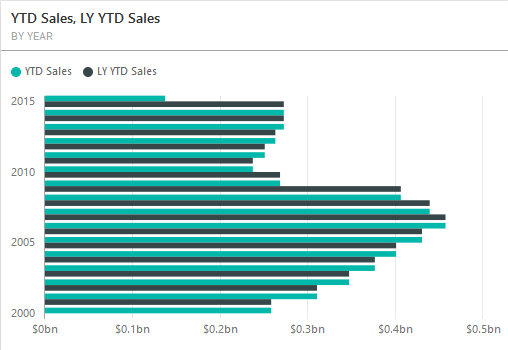 YTD Sales, LY YTD Sales
BY YEAR
YTD Sales LY YTD Sales
2015
2010
2005
2000
$0bn $0.1bn $0.2bn $0.3bn $0.4bn $0.5bn